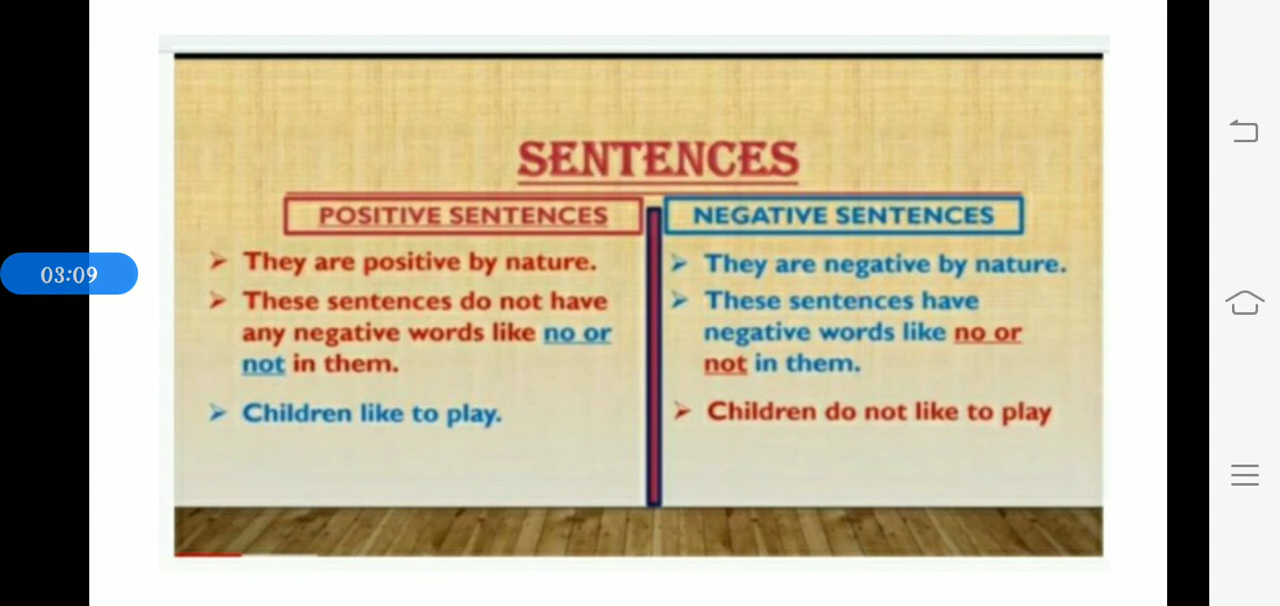 SENTENCES
POSITIVE SENTENCES
They are positive by nature.
These sentences do not have
any negative words like no or
not in them.
Children like to play.
NEGATIVE SENTENCES
They are negative by nature.
These sentences have
negative words like no or
not in them.
Children do not like to play
03:09